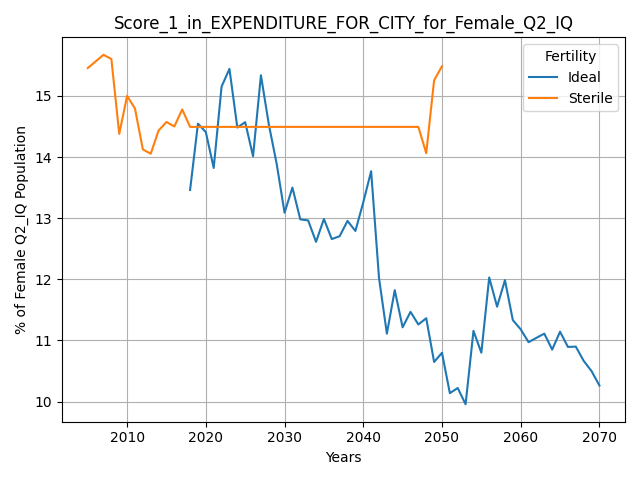 Score_1_in_EXPENDITURE_FOR_CITY_for_Female_Q2_IQ
Fertility
Ideal
Sterile
% of Female Q2_IQ Population
15
14
13
12
11
10
2010 2020 2030 2040 2050 2060 2070
Years